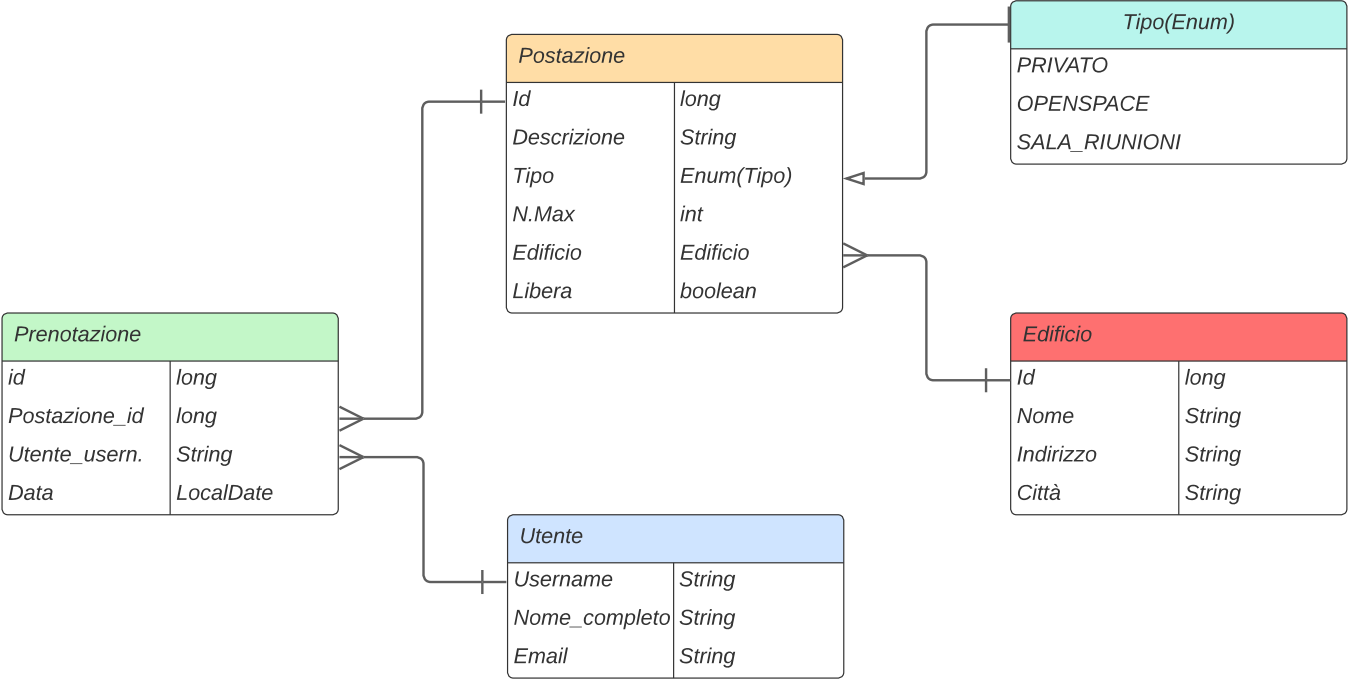 Postazione
Id long
Descrizione String
Tipo Enum(Tipo)
N.Max int
Edificio Edificio
Libera boolean
Tipo(Enum)
PRIVATO
OPENSPACE
SALA_RIUNIONI
Prenotazione
id long
Postazione_id long
Utente_usern. String
Data LocalDate
Edificio
Id long
Nome String
Indirizzo String
Città String
Utente
Username String
Nome_completo String
Email String